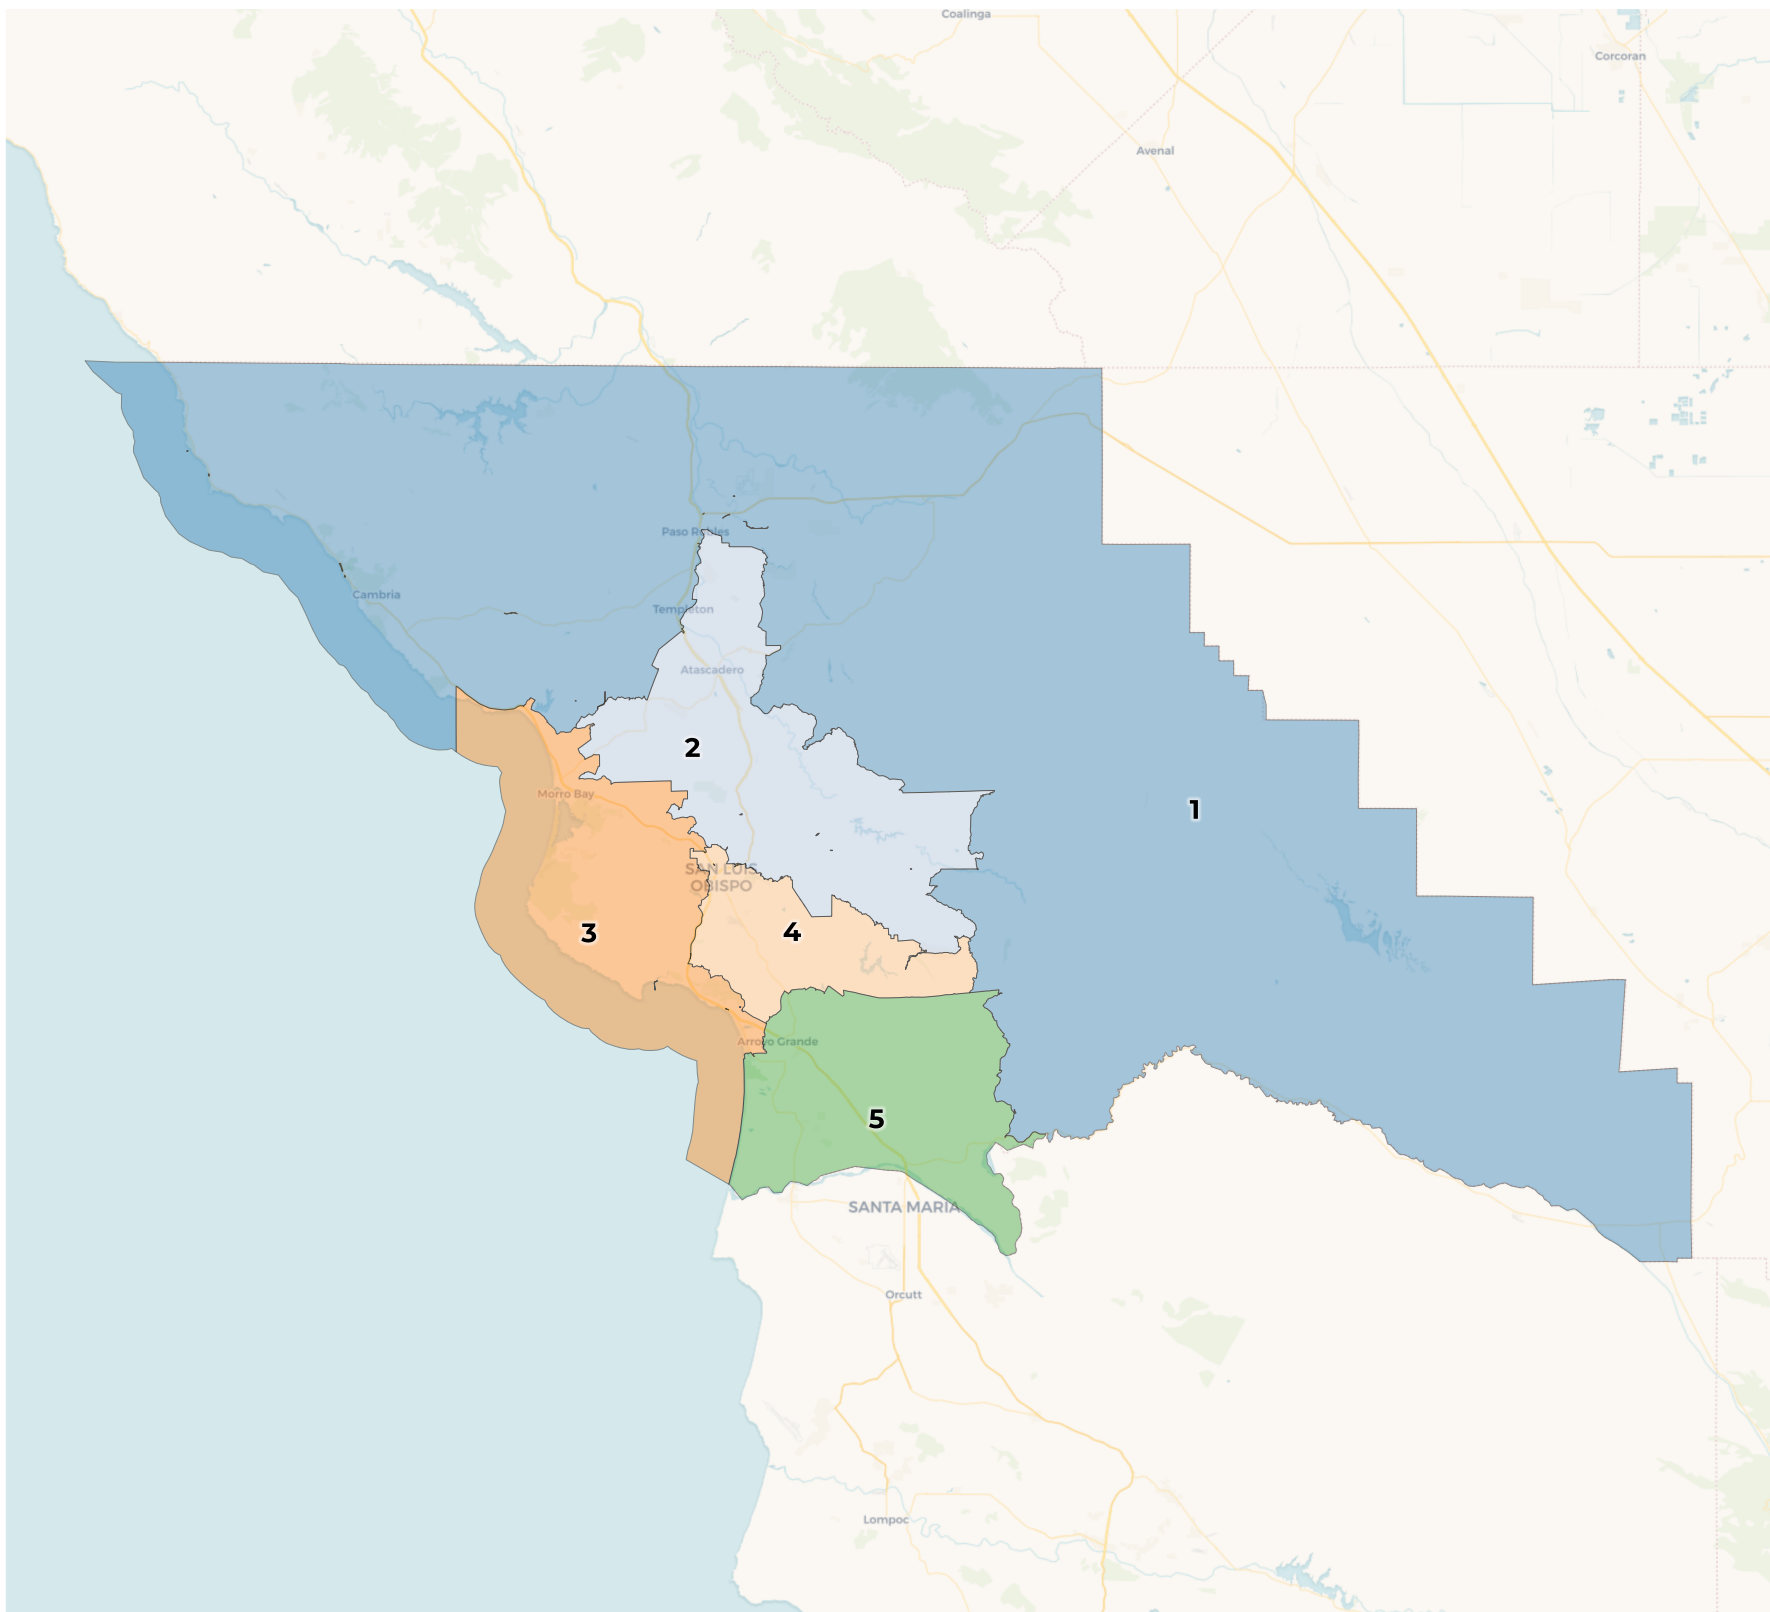 Coalinga
Corcoran
Avenal
Paso Robles
Cambria
Templeton
Atascadero
2
Morro Bay
1
SAN LUIS
OBISPO
3
4
Arroyo Grande
5
SANTA MARIA
Orcutt
Lompoc